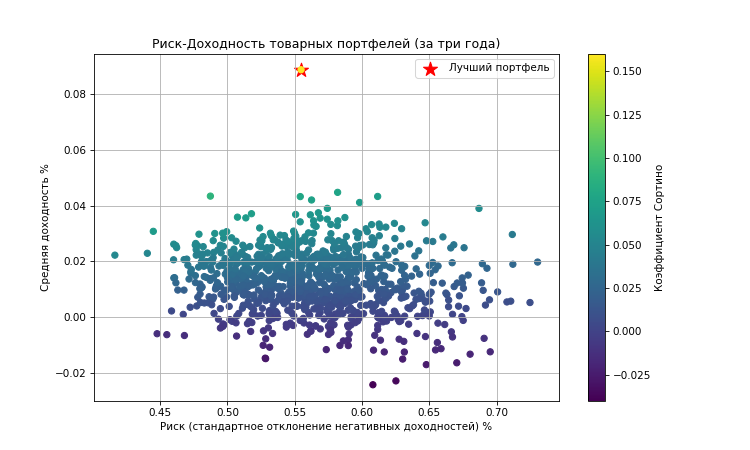 Риск-Доходность товарных портфелей (за три года)
Лучший портфель
Средняя доходность %
0.08
0.06
0.04
0.02
0.00
−0.02
0.45 0.50 0.55 0.60 0.65 0.70
Риск (стандартное отклонение негативных доходностей) %
0.150
0.125
0.100
0.075
0.050
0.025
0.000
−0.025
Коэффициент Сортино